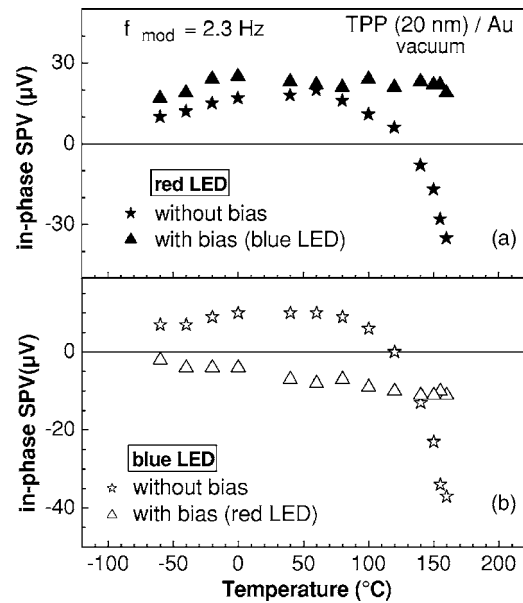 f mod = 2.3 Hz
TPP (20 nm) / Au
vacuum
in-phase SPV (µV)
30
0
-30
red LED
★ without bias
▲ with bias (blue LED)
(a)
in-phase SPV(µV)
0
-20
-40
blue LED
☆ without bias
△ with bias (red LED)
(b)
-100 -50 0 50 100 150 200
Temperature (°C)